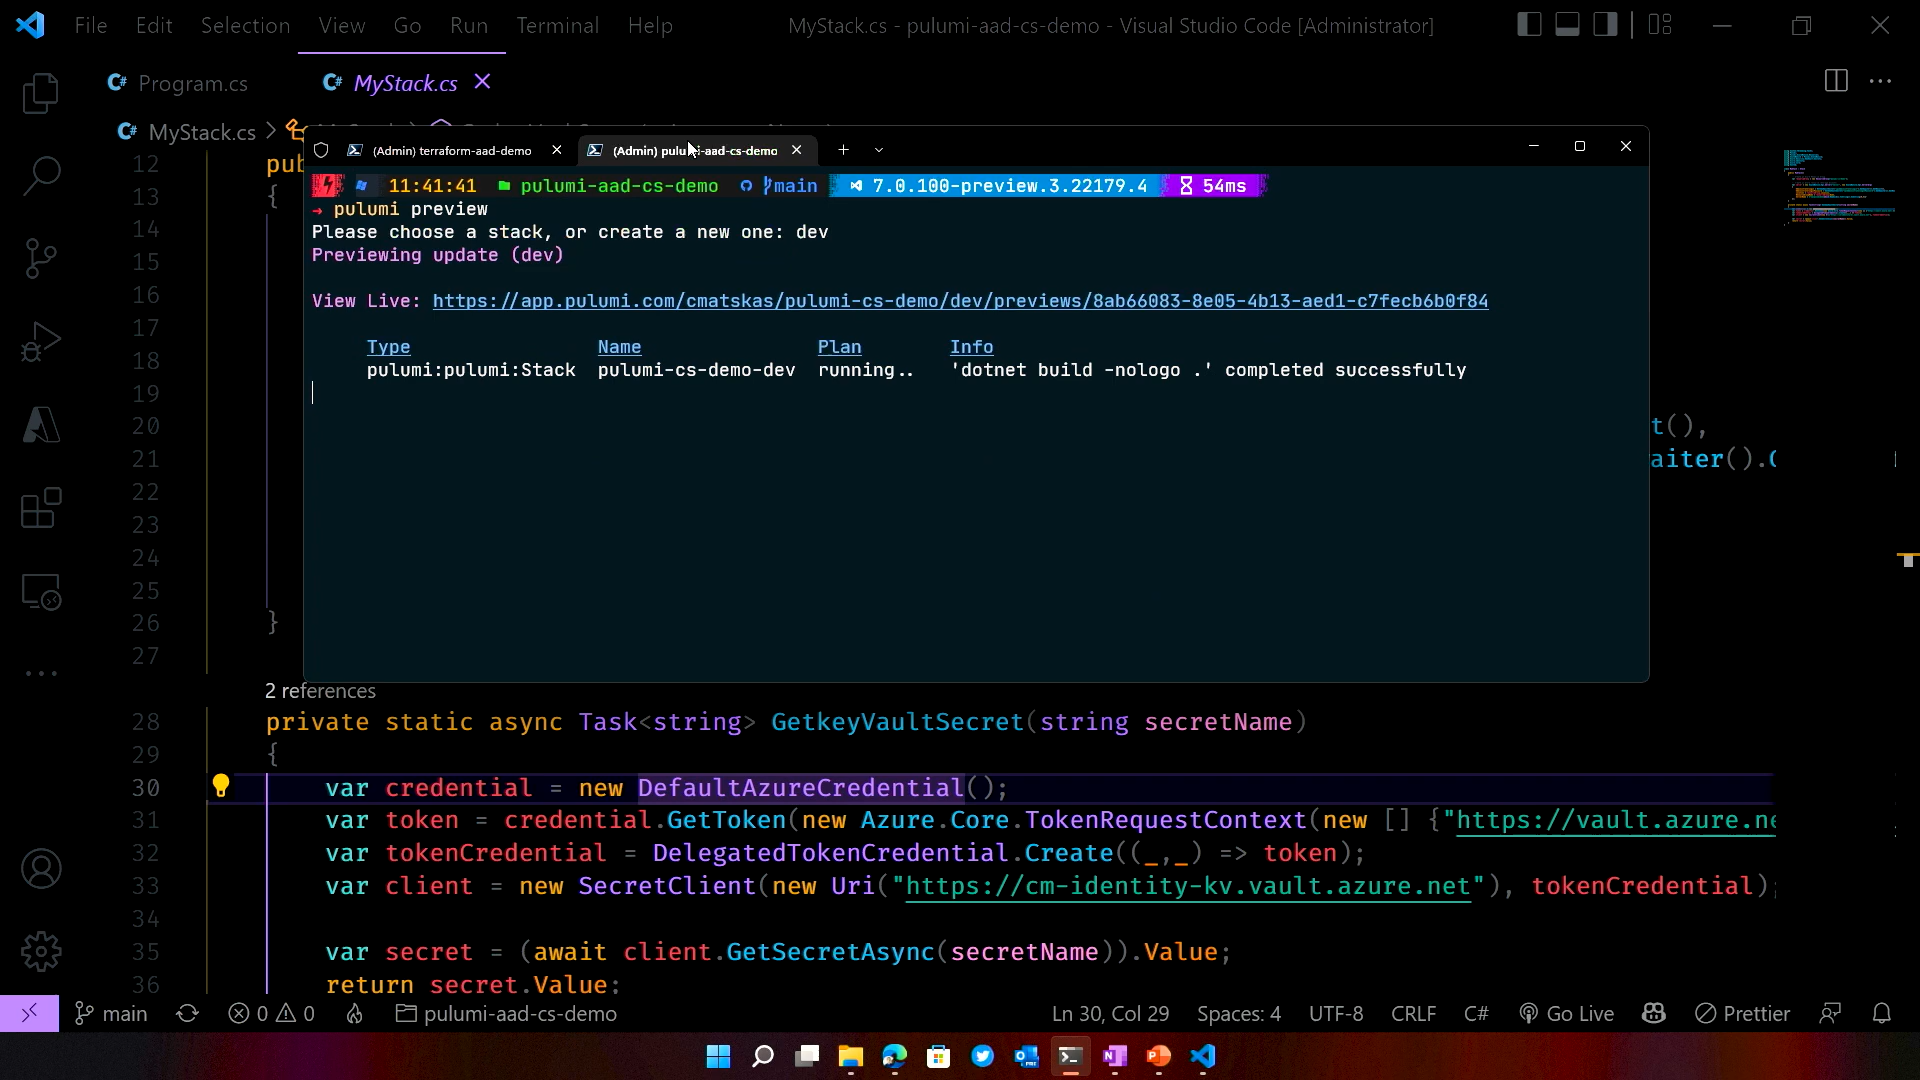 File Edit Selection View Go Run Terminal Help
MyStack.cs - pulumi-aad-cs-demo - Visual Studio Code [Administrator]
Program.cs
MyStack.cs
MyStack.cs >
(Admin) terraform-aad-demo
(Admin) pulumi-aad-cs-demo
11:41:41 pulumi-aad-cs-demo main 7.0.100-preview.3.22179.4 54ms
→ pulumi preview
Please choose a stack, or create a new one: dev
Previewing update (dev)
View Live: https://app.pulumi.com/cmatskas/pulumi-cs-demo/dev/previews/8ab66083-8e05-4b13-aed1-c7fecb6b0f84
Type Name Plan Info
pulumi:pulumi:Stack pulumi-cs-demo-dev running.. 'dotnet build -nologo .' completed successfully
12 pub
13 {
14
15
16
17
18
19
20 t(),
21 aiter().
22
23
24
25
26 }
27
2 references
28 private static async Task<string> GetkeyVaultSecret(string secretName)
29 {
30 var credential = new DefaultAzureCredential();
31 var token = credential.GetToken(new Azure.Core.TokenRequestContext(new [] {"https://vault.azure.ne
32 var tokenCredential = DelegatedTokenCredential.Create((_,_) => token);
33 var client = new SecretClient(new Uri("https://cm-identity-kv.vault.azure.net"), tokenCredential);
34
35 var secret = (await client.GetSecretAsync(secretName)).Value;
36 return secret.Value;
main 0 0 pulumi-aad-cs-demo Ln 30, Col 29 Spaces: 4 UTF-8 CRLF C# Go Live Prettier